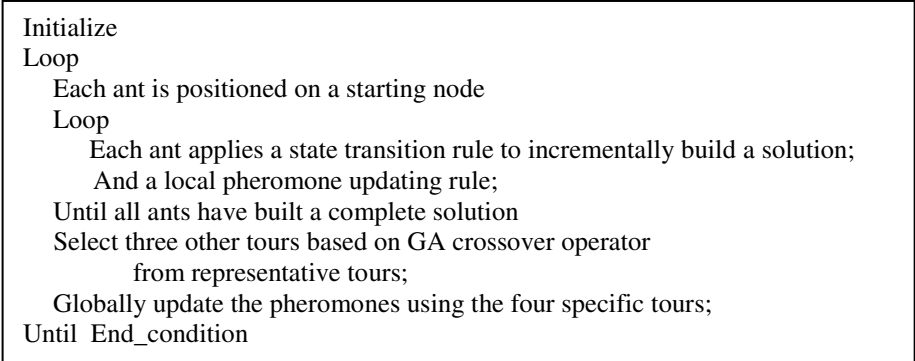 Initialize
Loop
Each ant is positioned on a starting node
Loop
Each ant applies a state transition rule to incrementally build a solution;
And a local pheromone updating rule;
Until all ants have built a complete solution
Select three other tours based on GA crossover operator
from representative tours;
Globally update the pheromones using the four specific tours;
Until End_condition